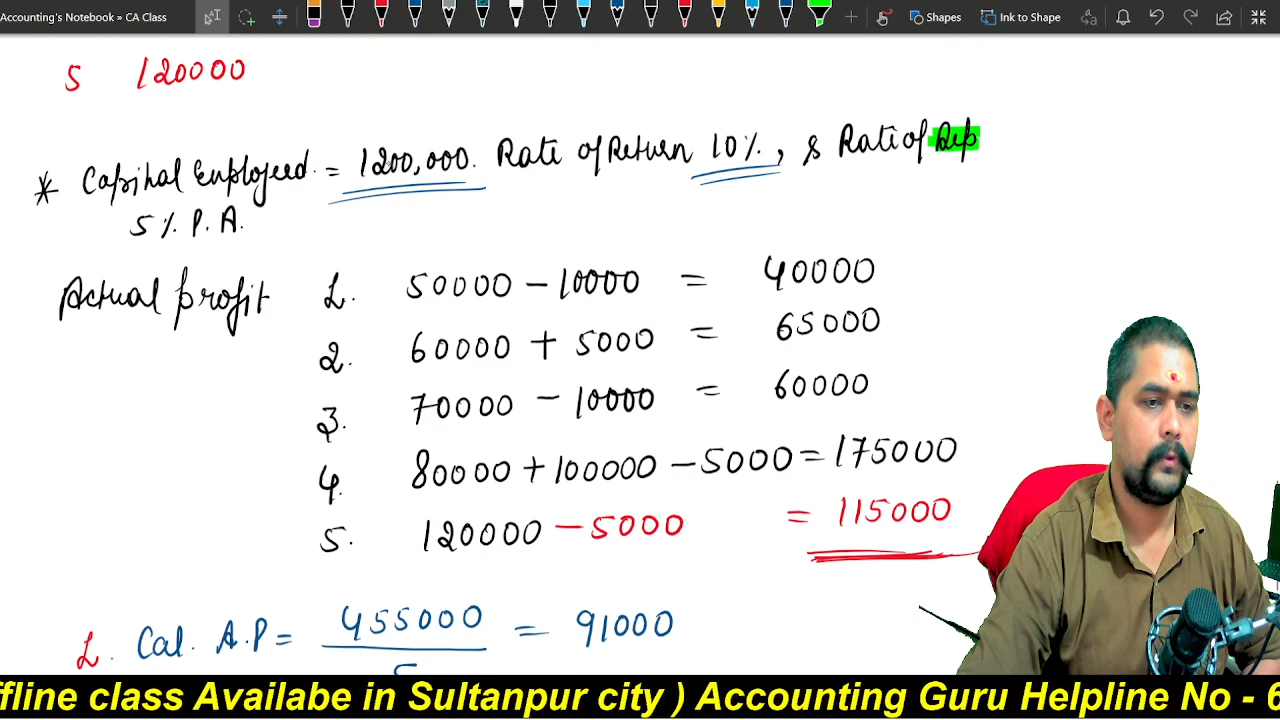 Accounting's Notebook » CA Class
Shapes
Ink to Shape
5 120000
* Capital Employeed. = 1200,000. Rate of Return 10%, & Rati of Dep
5% P.A.
Actual profit 1. 50000 - 10000 = 40000
2. 60000 + 5000 = 65000
3. 70000 - 10000 = 60000
4. 80000 + 100000 - 5000 = 175000
5. 120000 - 5000 = 115000
1. Cal. A.P = 455000 = 91000
5
ffline class Availabe in Sultanpur city ) Accounting Guru Helpline No - 6